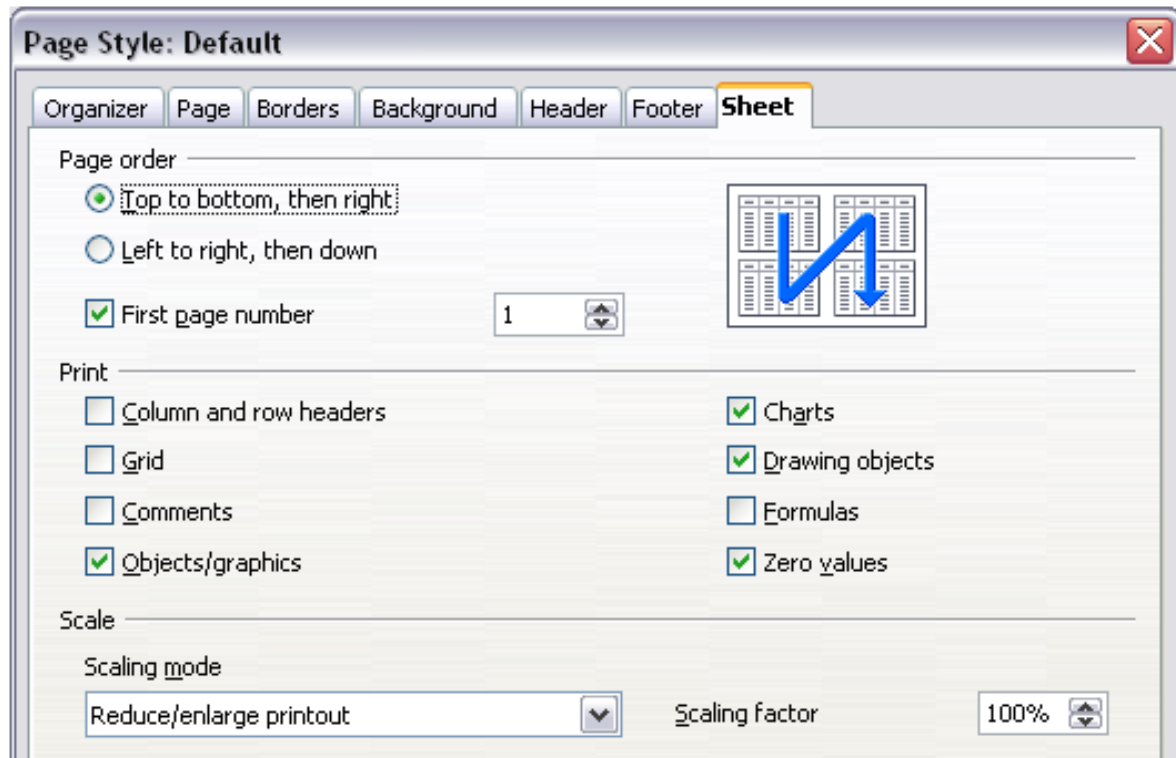 Page Style: Default
Organizer Page Borders Background Header Footer Sheet
Page order
Top to bottom, then right
Left to right, then down
First page number 1
Print
Column and row headers Charts
Grid Drawing objects
Comments Formulas
Objects/graphics Zero values
Scale
Scaling mode
Reduce/enlarge printout Scaling factor 100%